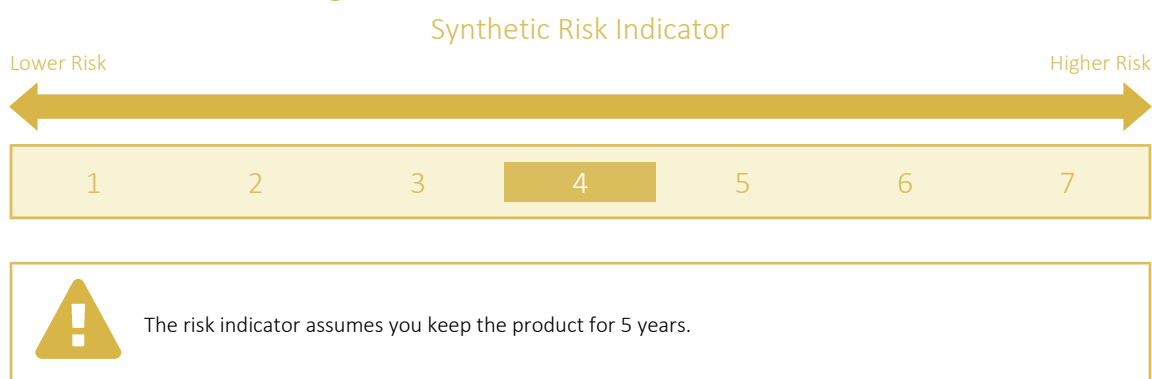 Synthetic Risk Indicator
Lower Risk Higher Risk
1 2 3 4 5 6 7
The risk indicator assumes you keep the product for 5 years.